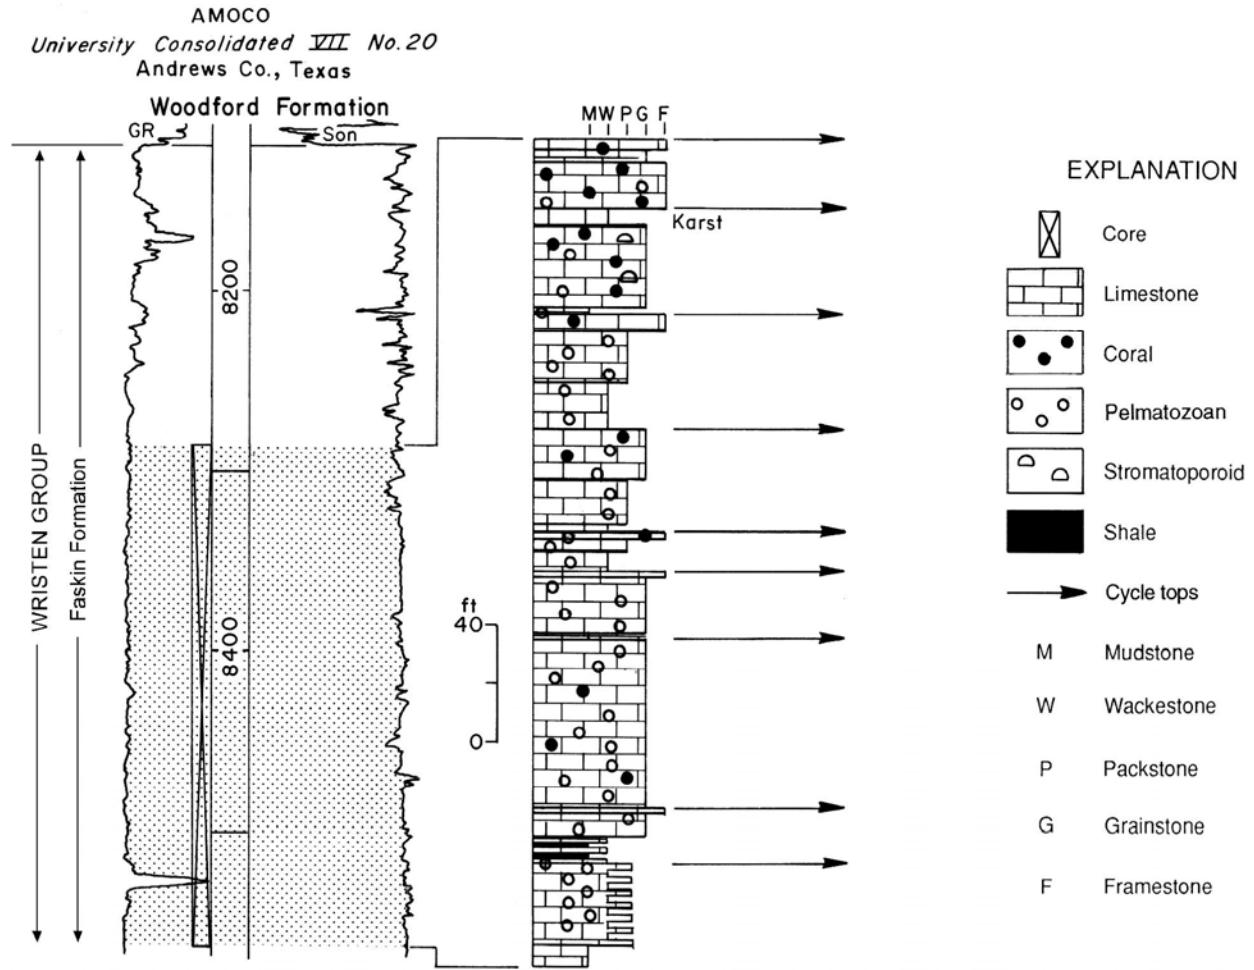 AMOCO
University Consolidated VII No. 20
Andrews Co., Texas
Woodford Formation
GR
Son
M W P G F
EXPLANATION
Karst
Core
8200
Limestone
Coral
Pelmatozoan
Stromatoporoid
Shale
WRISTEN GROUP
Faskin Formation
Cycle tops
ft
40
8400
0
M Mudstone
W Wackestone
P Packstone
G Grainstone
F Framestone